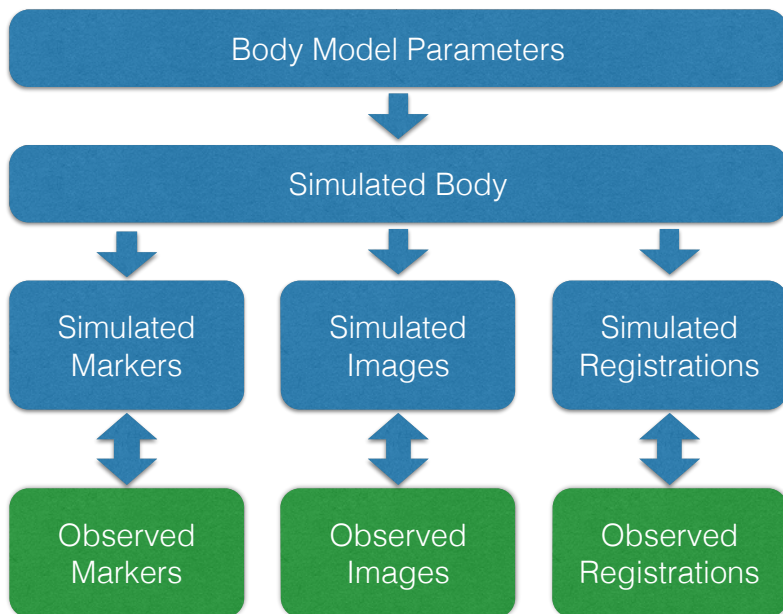 Body Model Parameters
Simulated Body
Simulated
Markers
Simulated
Images
Simulated
Registrations
Observed
Markers
Observed
Images
Observed
Registrations